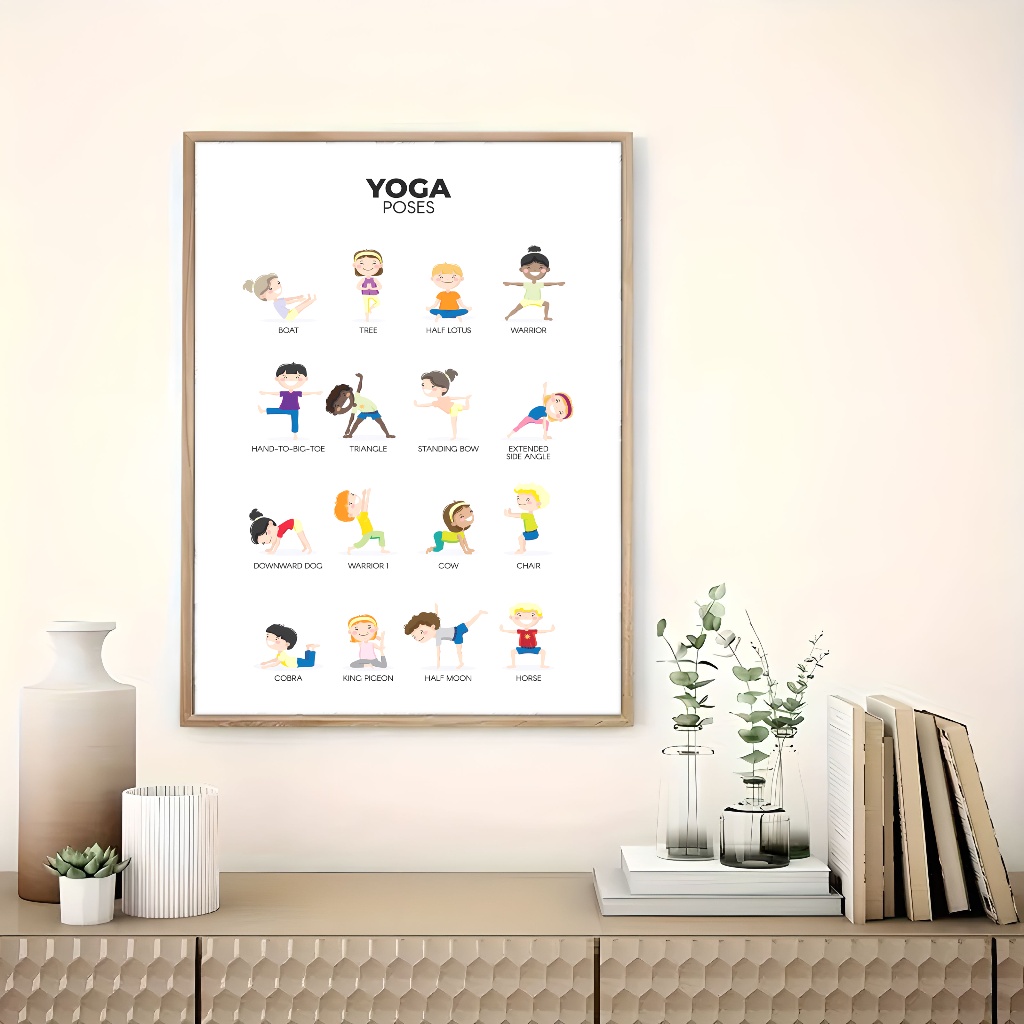 YOGA
POSES
BOAT
TREE
HALF LOTUS
WARRIOR
HAND-TO-BIG-TOE
TRIANGLE
STANDING BOW
EXTENDED
SIDE ANGLE
DOWNWARD DOG
WARRIOR I
COW
CHAIR
COBRA
KING PIGEON
HALF MOON
HORSE